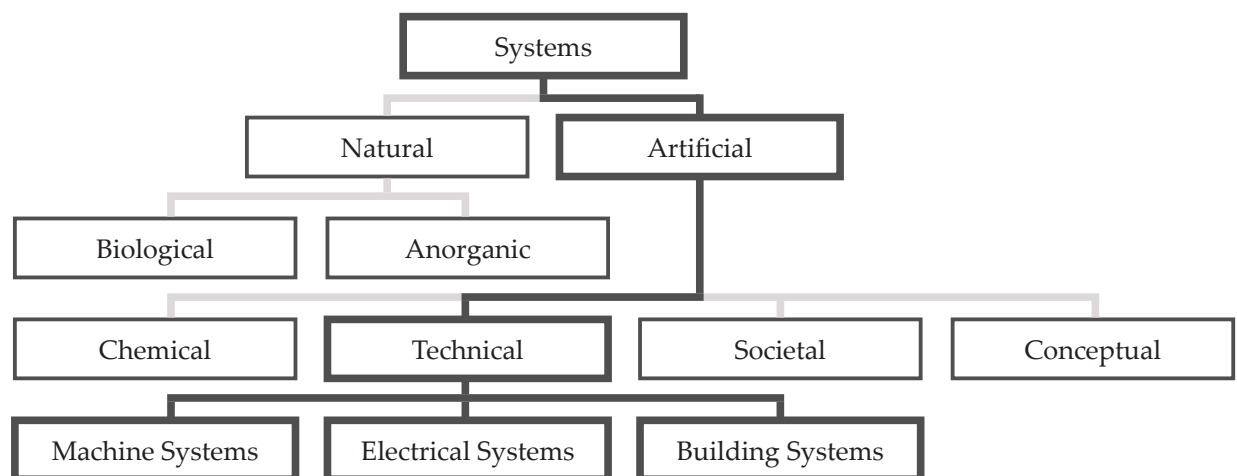 Systems
Natural
Artificial
Biological
Anorganic
Chemical
Technical
Societal
Conceptual
Machine Systems
Electrical Systems
Building Systems